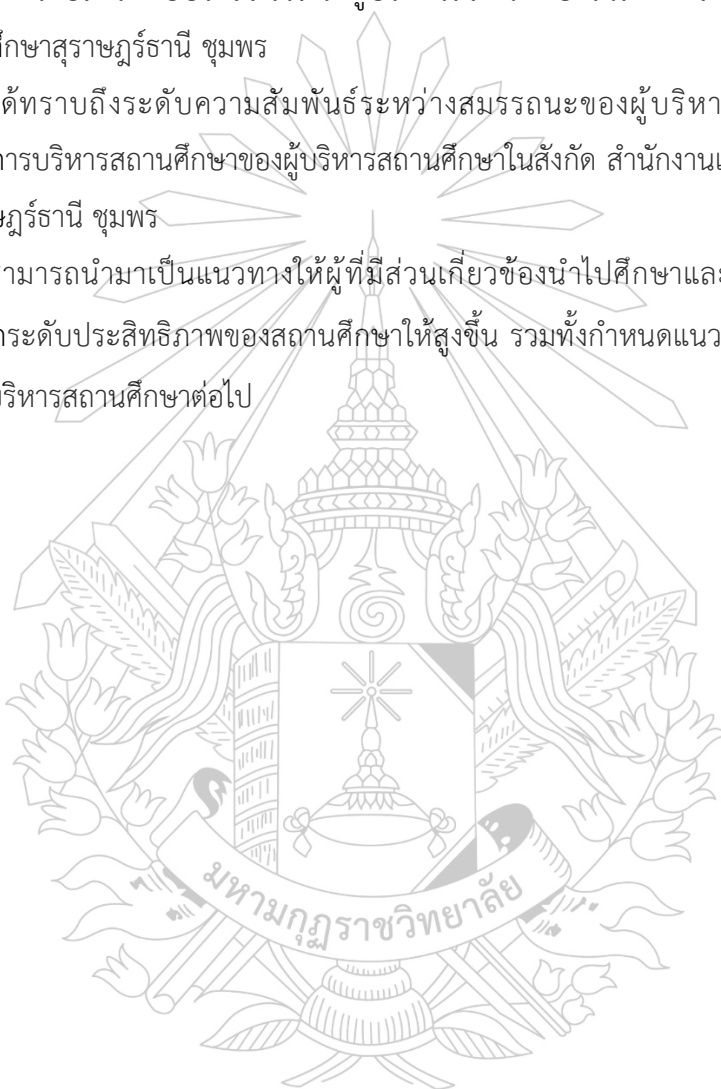 ศึกษาสุราษฎร์ธานี ชุมพร
ได้ทราบถึงระดับความสัมพันธ์ระหว่างสมรรถนะของผู้บริหา
การบริหารสถานศึกษาของผู้บริหารสถานศึกษาในสังกัด สำนักงานเ
ษฎร์ธานี ชุมพร
สามารถนำมาเป็นแนวทางให้ผู้ที่มีส่วนเกี่ยวข้องนำไปศึกษาและ
ระดับประสิทธิภาพของสถานศึกษาให้สูงขึ้น รวมทั้งกำหนดแนว
บริหารสถานศึกษาต่อไป
มหามกุฏราชวิทยาลัย